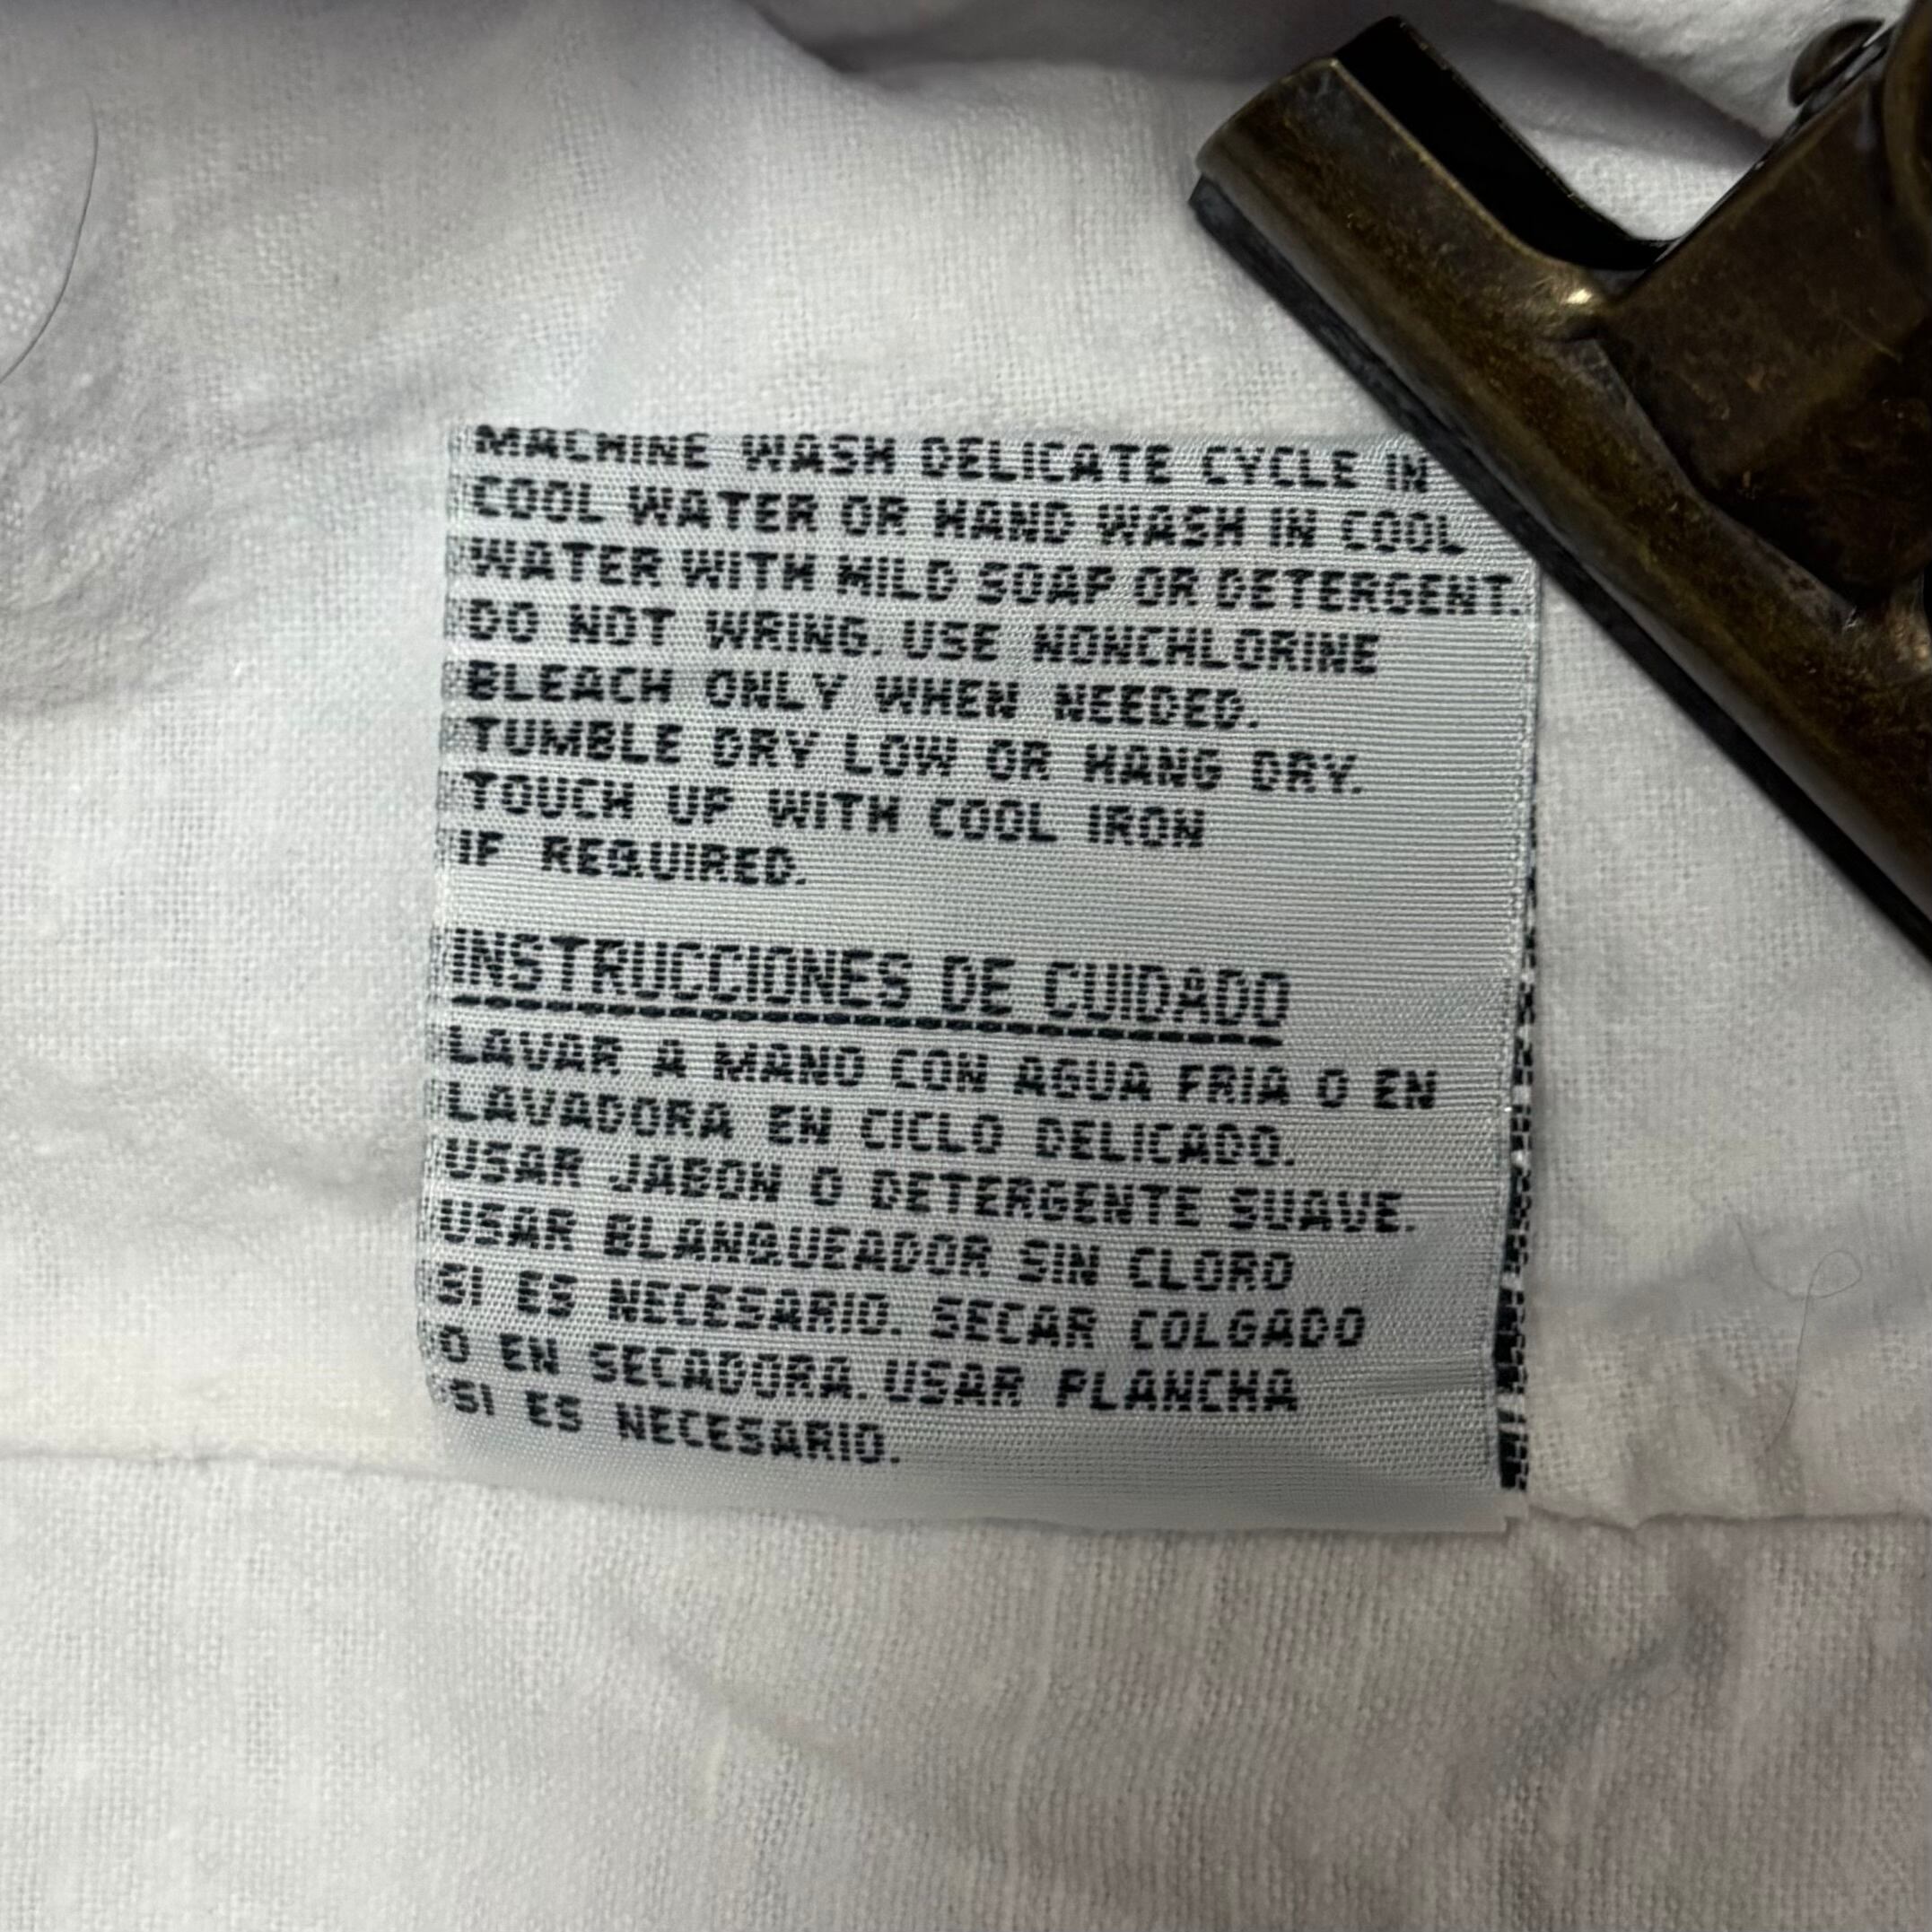 MACHINE WASH DELICATE CYCLE IN
COOL WATER OR HAND WASH IN COOL
WATER WITH MILD SOAP OR DETERGENT.
DO NOT WRING. USE NONCHLORINE
BLEACH ONLY WHEN NEEDED.
TUMBLE DRY LOW OR HANG DRY.
TOUCH UP WITH COOL IRON
IF REQUIRED.
INSTRUCCIONES DE CUIDADO
LAVAR A MANO CON AGUA FRIA O EN
LAVADORA EN CICLO DELICADO.
USAR JABON O DETERGENTE SUAVE.
USAR BLANQUEADOR SIN CLORO
SI ES NECESARIO. SECAR COLGADO
O EN SECADORA. USAR PLANCHA
SI ES NECESARIO.